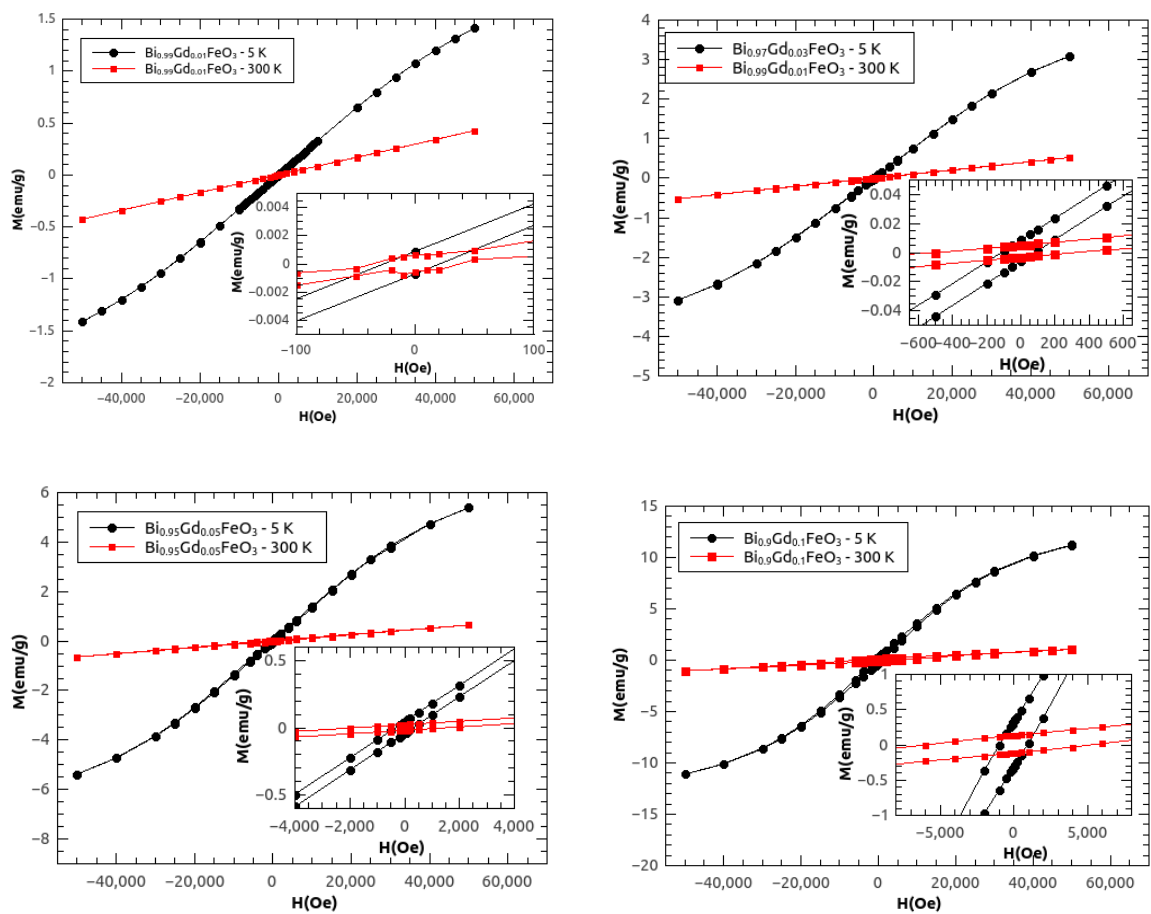 1.5
1
0.5
0
−0.5
−1
−1.5
−2
M(emu/g)
Bi0.99Gd0.01FeO3 - 5 K
Bi0.99Gd0.01FeO3 - 300 K
0.004
0.002
0
−0.002
−0.004
M(emu/g)
−100 0 100
H(Oe)
−40,000 −20,000 0 20,000 40,000 60,000
H(Oe)
4
3
2
1
0
−1
−2
−3
−4
−5
M(emu/g)
Bi0.97Gd0.03FeO3 - 5 K
Bi0.99Gd0.01FeO3 - 300 K
0.04
0.02
0
−0.02
−0.04
M(emu/g)
−600 −400 −200 0 200 400 600
H(Oe)
−40,000 −20,000 0 20,000 40,000 60,000
H(Oe)
6
4
2
0
−2
−4
−6
−8
M(emu/g)
Bi0.95Gd0.05FeO3 - 5 K
Bi0.95Gd0.05FeO3 - 300 K
0.5
0
−0.5
M(emu/g)
−4,000 −2,000 0 2,000 4,000
H(Oe)
−40,000 −20,000 0 20,000 40,000 60,000
H(Oe)
15
10
5
0
−5
−10
−15
−20
M(emu/g)
Bi0.9Gd0.1FeO3 - 5 K
Bi0.9Gd0.1FeO3 - 300 K
1
0.5
0
−0.5
−1
M(emu/g)
−5,000 0 5,000
H(Oe)
−40,000 −20,000 0 20,000 40,000 60,000
H(Oe)